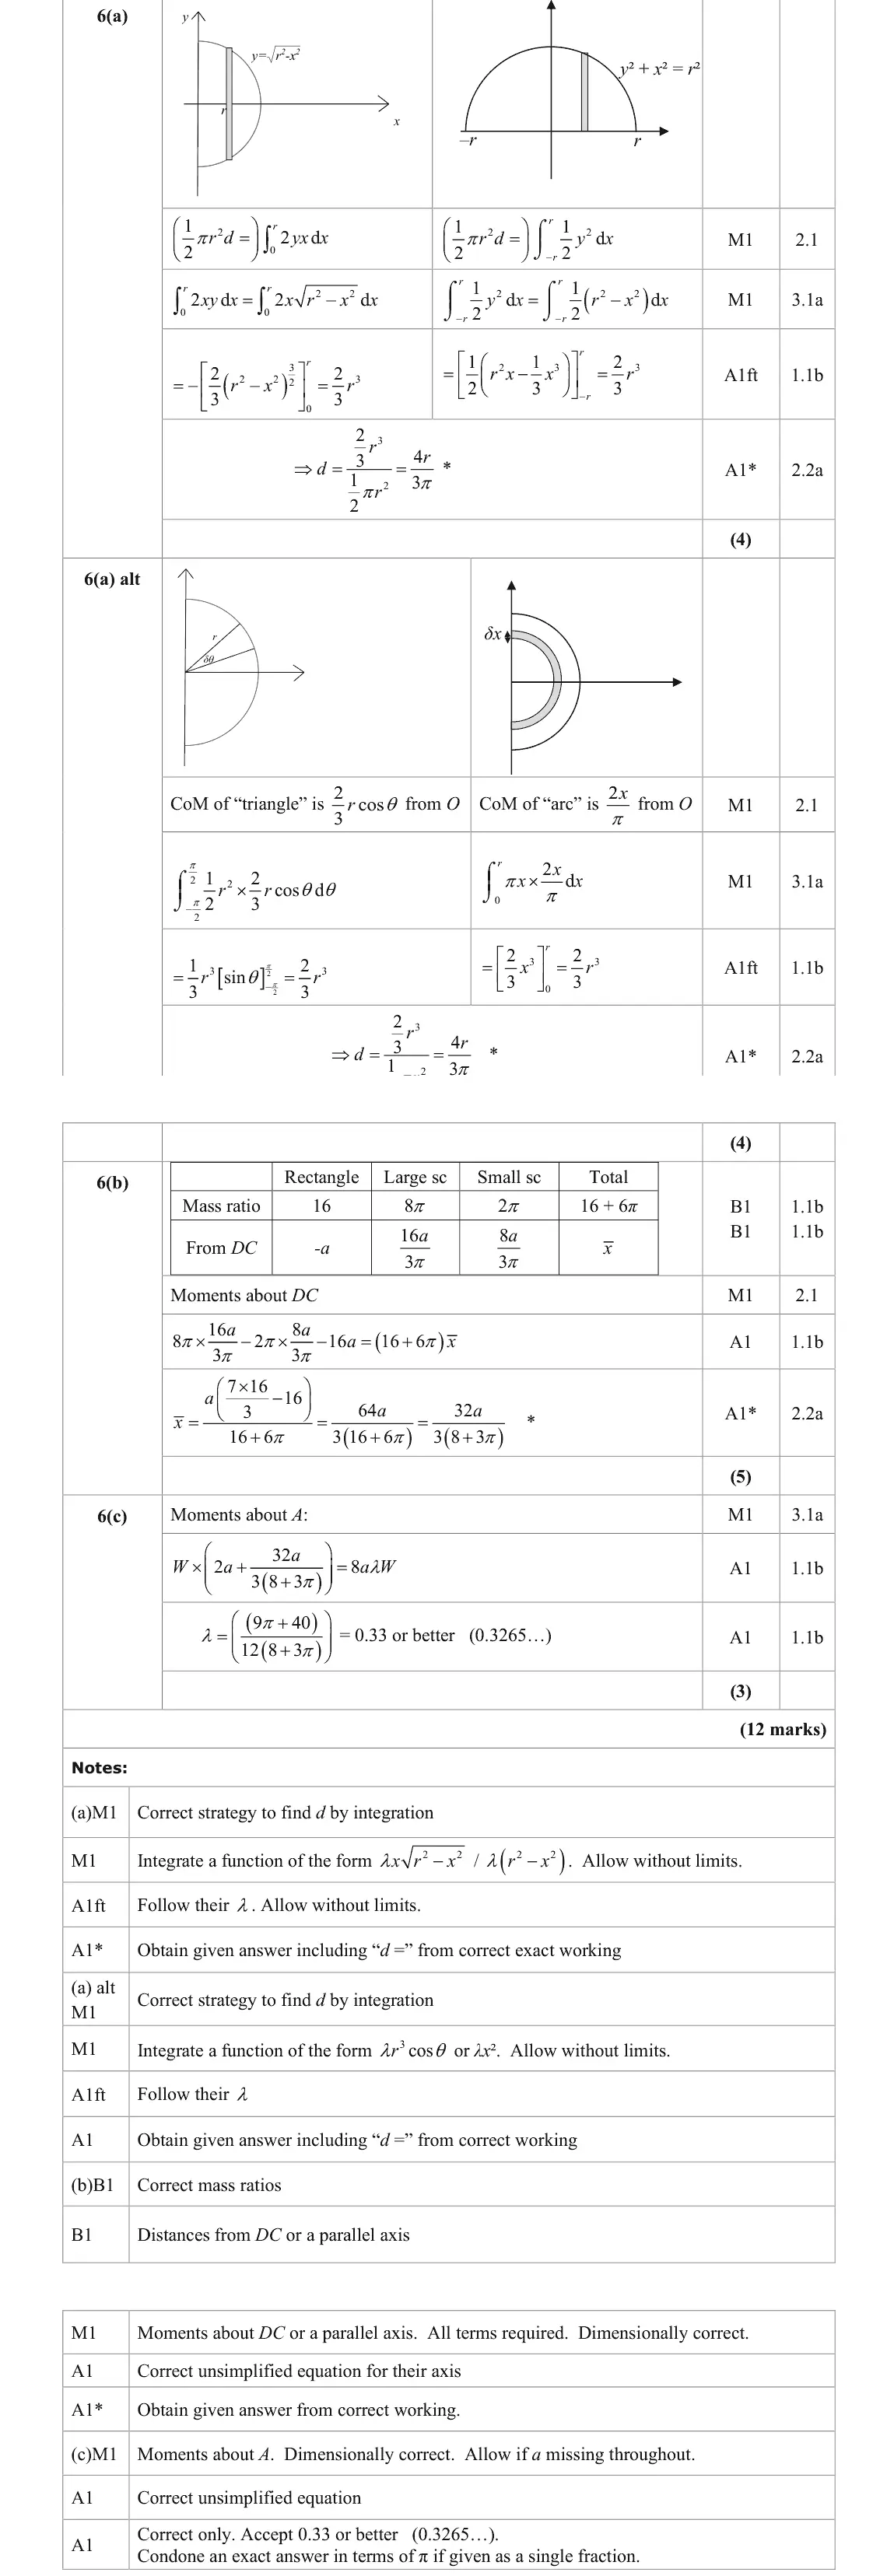 6(a)
y
y=√(r²-x²)
r
x
y² + x² = r²
–r
r
(1/2 πr²d =) ∫₀^r 2yx dx
(1/2 πr²d =) ∫₋ᵣ^r 1/2 y² dx
M1
2.1
∫₀^r 2xy dx = ∫₀^r 2x√(r² − x²) dx
∫₋ᵣ^r 1/2 y² dx = ∫₋ᵣ^r 1/2 (r² − x²) dx
M1
3.1a
= −[2/3 (r² − x²)^(3/2)]₀^r = 2/3 r³
= [1/2 (r²x − 1/3 x³)]₋ᵣ^r = 2/3 r³
A1ft
1.1b
⇒ d = (2/3 r³)/(1/2 πr²) = 4r/3π *
A1*
2.2a
(4)
6(a) alt
r
δθ
δx
CoM of “triangle” is 2/3 r cos θ from O
CoM of “arc” is 2x/π from O
M1
2.1
∫_(−π/2)^(π/2) 1/2 r² × 2/3 r cos θ dθ
∫₀^r πx × 2x/π dx
M1
3.1a
= 1/3 r³ [sin θ]_(−π/2)^(π/2) = 2/3 r³
= [2/3 x³]₀^r = 2/3 r³
A1ft
1.1b
⇒ d = (2/3 r³)/(1 2 = 4r/3π *
A1*
2.2a
(4)
6(b)
Rectangle Large sc Small sc Total
Mass ratio 16 8π 2π 16 + 6π
From DC -a 16a/3π 8a/3π x̄
B1 1.1b
B1 1.1b
Moments about DC
M1
2.1
8π × 16a/3π − 2π × 8a/3π − 16a = (16 + 6π) x̄
A1
1.1b
x̄ = a(7×16/3 − 16)/(16 + 6π) = 64a/(3(16 + 6π)) = 32a/(3(8 + 3π)) *
A1*
2.2a
(5)
6(c)
Moments about A:
M1
3.1a
W × (2a + 32a/(3(8 + 3π))) = 8aλW
A1
1.1b
λ = ((9π + 40)/(12(8 + 3π))) = 0.33 or better (0.3265…)
A1
1.1b
(3)
(12 marks)
Notes:
(a)M1 Correct strategy to find d by integration
M1 Integrate a function of the form λx√(r² − x²) / λ(r² − x²). Allow without limits.
A1ft Follow their λ . Allow without limits.
A1* Obtain given answer including “d =” from correct exact working
(a) alt
M1
Correct strategy to find d by integration
M1 Integrate a function of the form λr³ cos θ or λx². Allow without limits.
A1ft Follow their λ
A1 Obtain given answer including “d =” from correct working
(b)B1 Correct mass ratios
B1 Distances from DC or a parallel axis
M1 Moments about DC or a parallel axis. All terms required. Dimensionally correct.
A1 Correct unsimplified equation for their axis
A1* Obtain given answer from correct working.
(c)M1 Moments about A. Dimensionally correct. Allow if a missing throughout.
A1 Correct unsimplified equation
A1
Correct only. Accept 0.33 or better (0.3265…).
Condone an exact answer in terms of π if given as a single fraction.